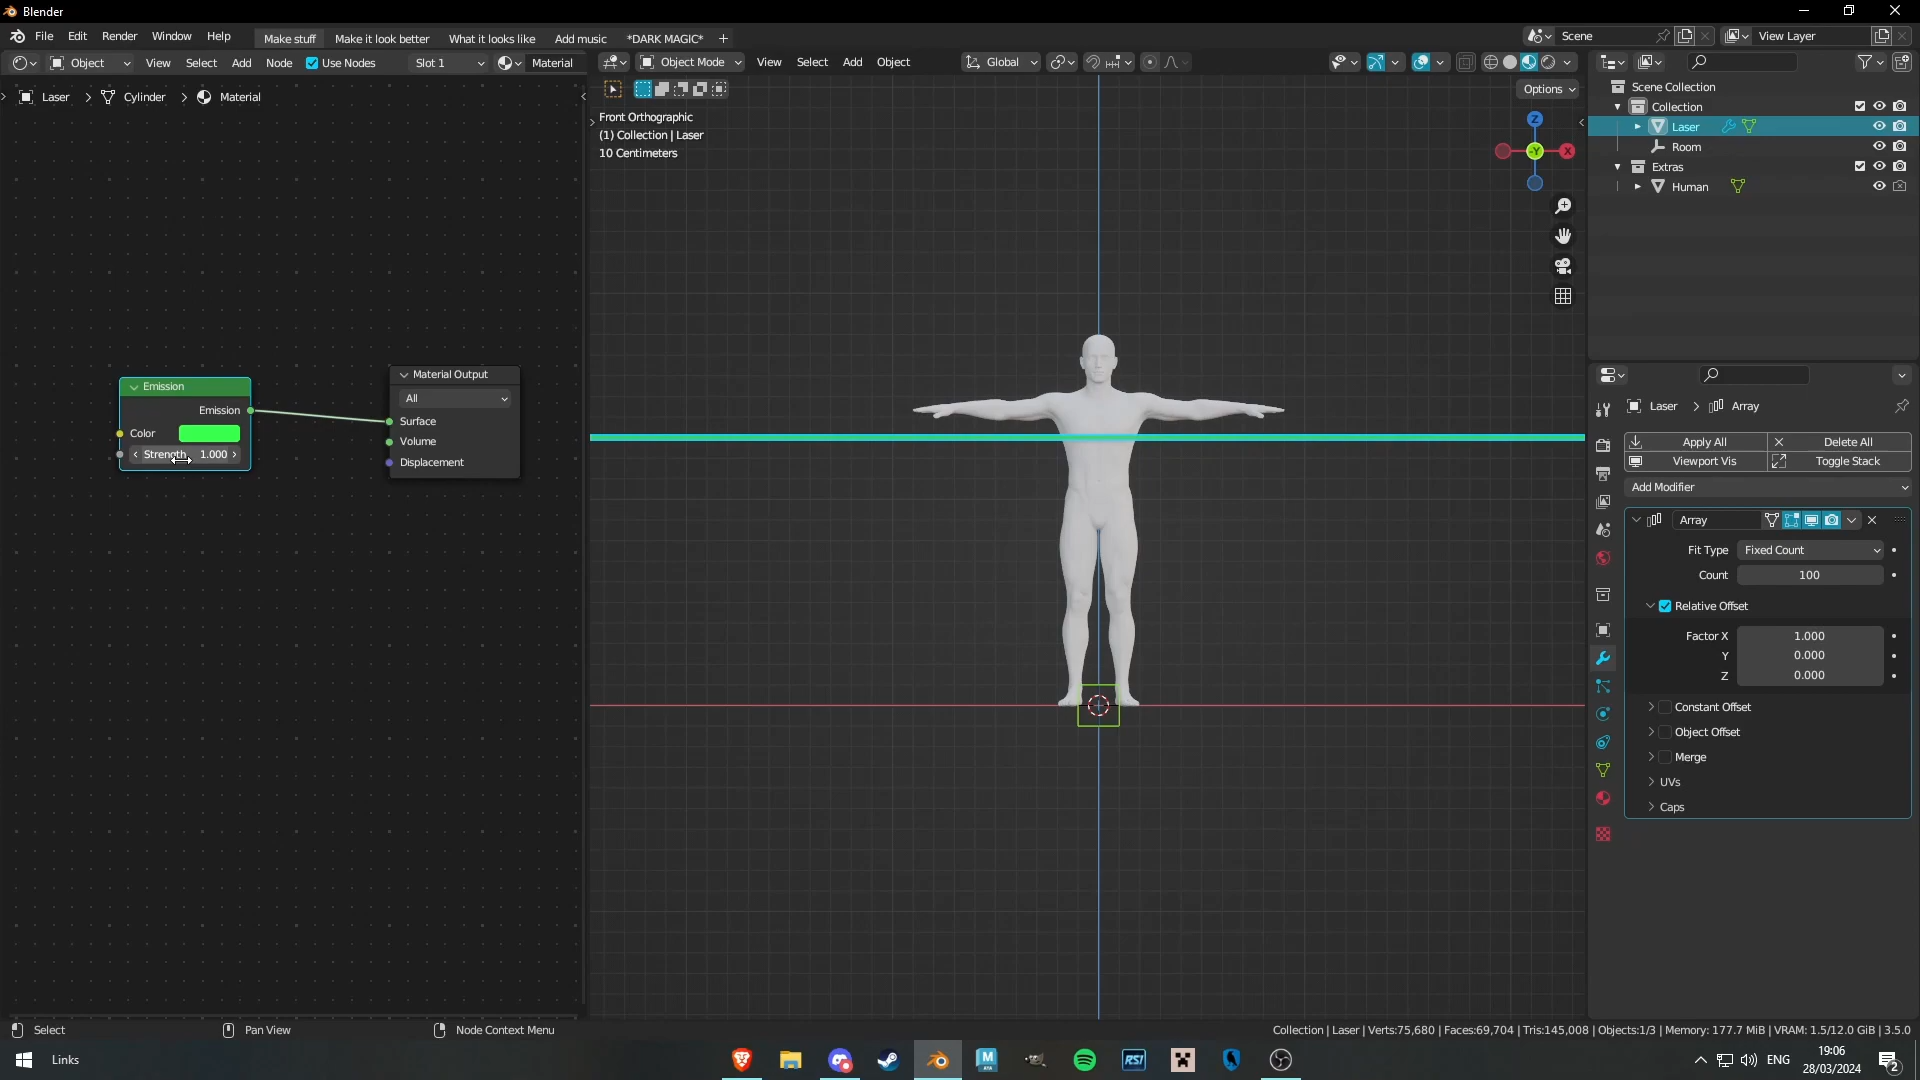 Blender
File Edit Render Window Help Make stuff Make it look better What it looks like Add music *DARK MAGIC* + Scene View Layer
Object View Select Add Node Use Nodes Slot 1 Material
Object Mode View Select Add Object Global
Laser > Cylinder > Material
Options
Front Orthographic
(1) Collection | Laser
10 Centimeters
Z
-Y
X
Scene Collection
Collection
Laser
Room
Extras
Human
Emission
Emission
Color
Strength 1.000
Material Output
All
Surface
Volume
Displacement
Laser > Array
Apply All Delete All
Viewport Vis Toggle Stack
Add Modifier
Array
Fit Type Fixed Count
Count 100
Relative Offset
Factor X 1.000
Y 0.000
Z 0.000
Constant Offset
Object Offset
Merge
UVs
Caps
Select Pan View Node Context Menu Collection | Laser | Verts:75,680 | Faces:69,704 | Tris:145,008 | Objects:1/3 | Memory: 177.7 MiB | VRAM: 1.5/12.0 GiB | 3.5.0
Links
M
RSI
ENG
19:06
28/03/2024
2